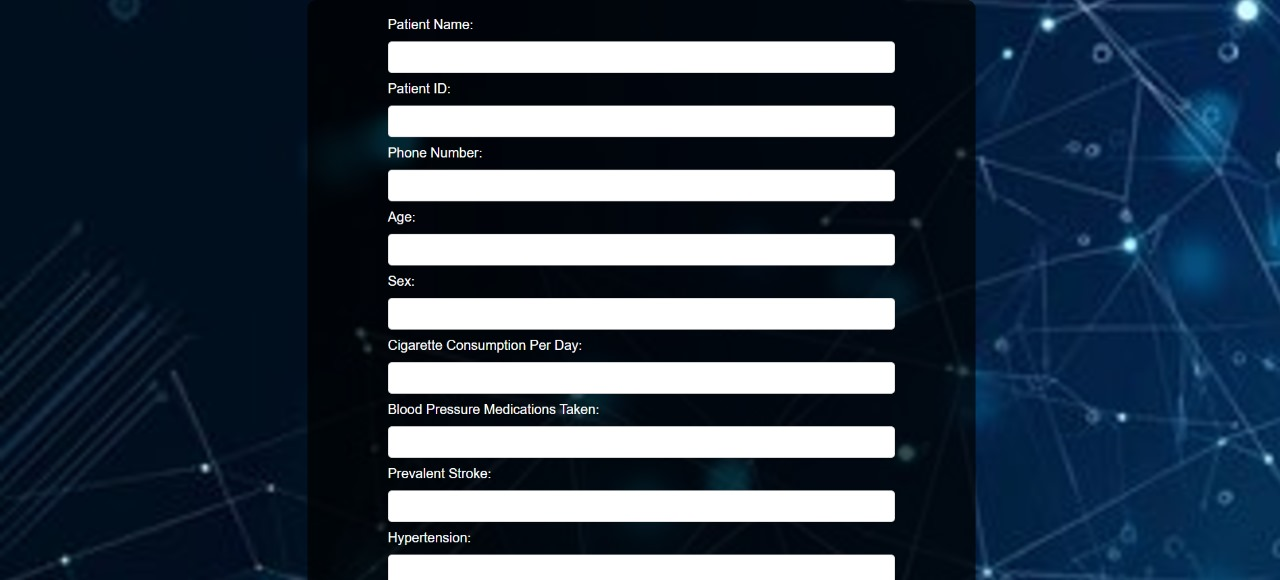 Patient Name:
Patient ID:
Phone Number:
Age:
Sex:
Cigarette Consumption Per Day:
Blood Pressure Medications Taken:
Prevalent Stroke:
Hypertension: